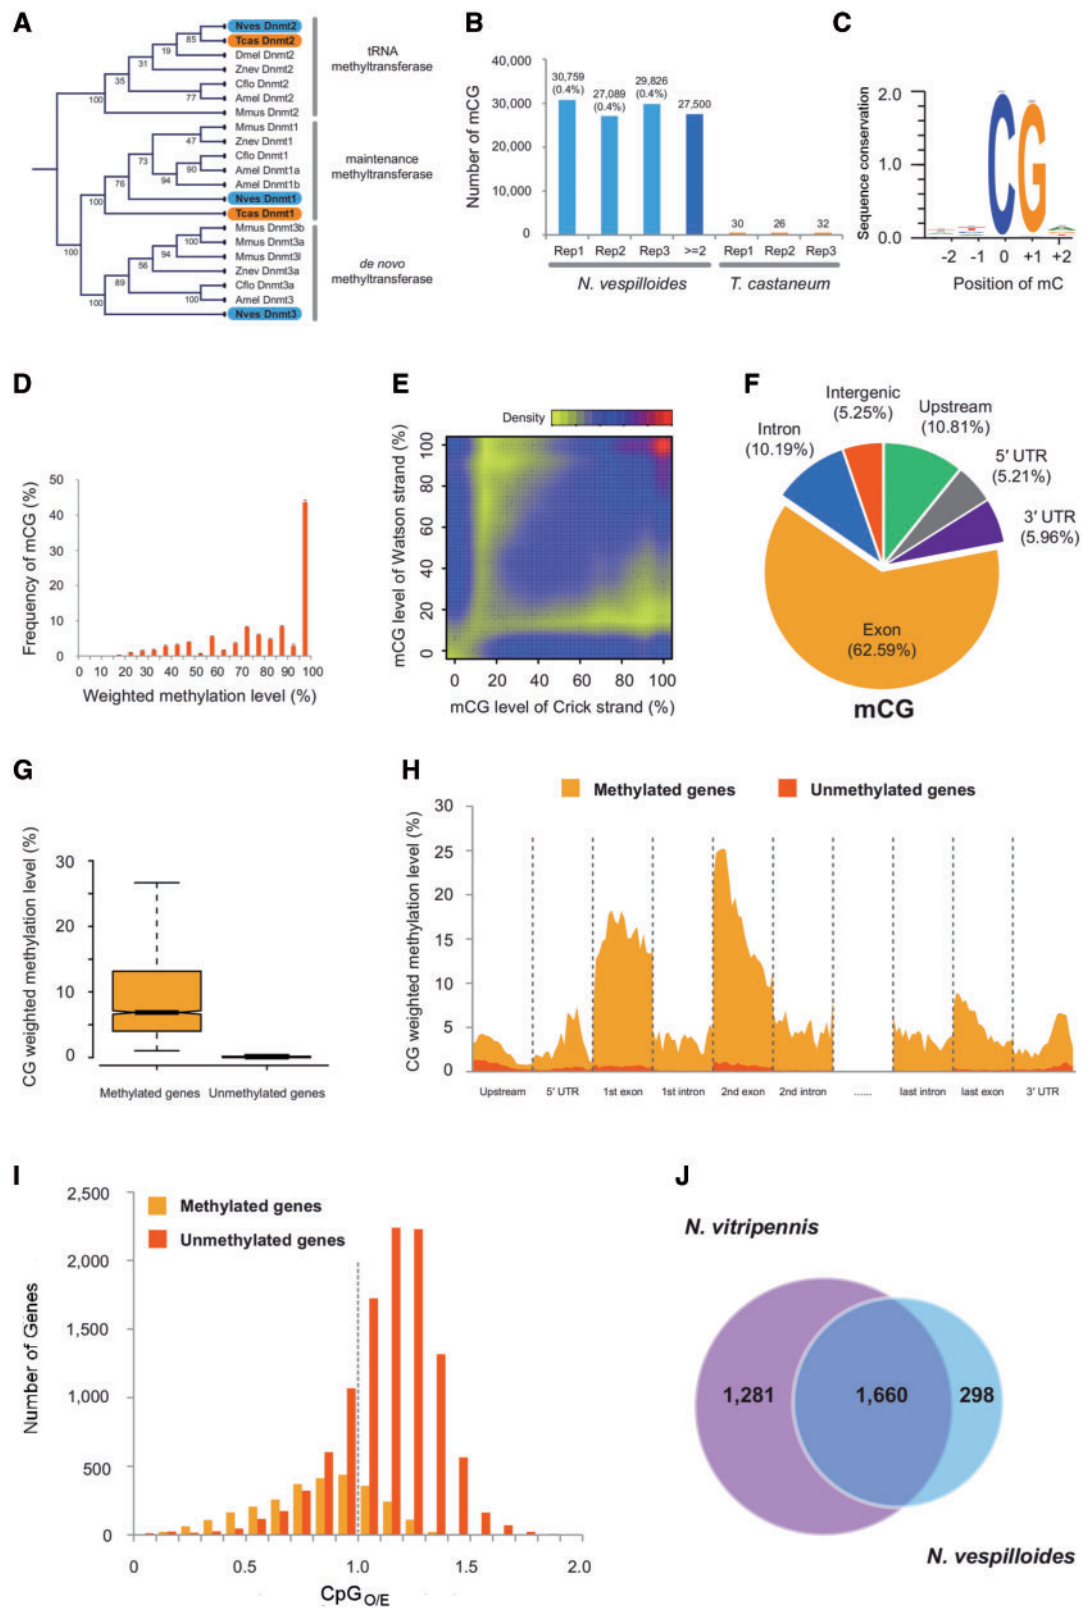 A
Nves Dnmt2
Tcas Dnmt2
Dmel Dnmt2
Znev Dnmt2
Cflo Dnmt2
Amel Dnmt2
Mmus Dnmt2
Mmus Dnmt1
Znev Dnmt1
Cflo Dnmt1
Amel Dnmt1a
Amel Dnmt1b
Nves Dnmt1
Tcas Dnmt1
Mmus Dnmt3b
Mmus Dnmt3a
Mmus Dnmt3l
Znev Dnmt3a
Cflo Dnmt3a
Amel Dnmt3
Nves Dnmt3
85
19
31
35
77
100
47
73
90
94
76
100
100
94
56
89
100
100
tRNA
methyltransferase
maintenance
methyltransferase
de novo
methyltransferase
B
Number of mCG
40,000
30,000
20,000
10,000
0
30,759
(0.4%)
27,089
(0.4%)
29,826
(0.4%)
27,500
30 26 32
Rep1 Rep2 Rep3 >=2 Rep1 Rep2 Rep3
N. vespilloides T. castaneum
C
Sequence conservation
2.0
1.0
0.0
CG
-2 -1 0 +1 +2
Position of mC
D
Frequency of mCG (%)
50
40
30
20
10
0
0 10 20 30 40 50 60 70 80 90 100
Weighted methylation level (%)
E
Density
mCG level of Watson strand (%)
100
80
60
40
20
0
0 20 40 60 80 100
mCG level of Crick strand (%)
F
Intergenic
(5.25%)
Upstream
(10.81%)
Intron
(10.19%)
5' UTR
(5.21%)
3' UTR
(5.96%)
Exon
(62.59%)
mCG
G
CG weighted methylation level (%)
30
20
10
0
Methylated genes Unmethylated genes
H
Methylated genes Unmethylated genes
CG weighted methylation level (%)
30
25
20
15
10
5
0
Upstream 5' UTR 1st exon 1st intron 2nd exon 2nd intron ...... last intron last exon 3' UTR
I
Methylated genes
Unmethylated genes
Number of Genes
2,500
2,000
1,500
1,000
500
0
0 0.5 1.0 1.5 2.0
CpG O/E
J
N. vitripennis
1,281 1,660 298
N. vespilloides